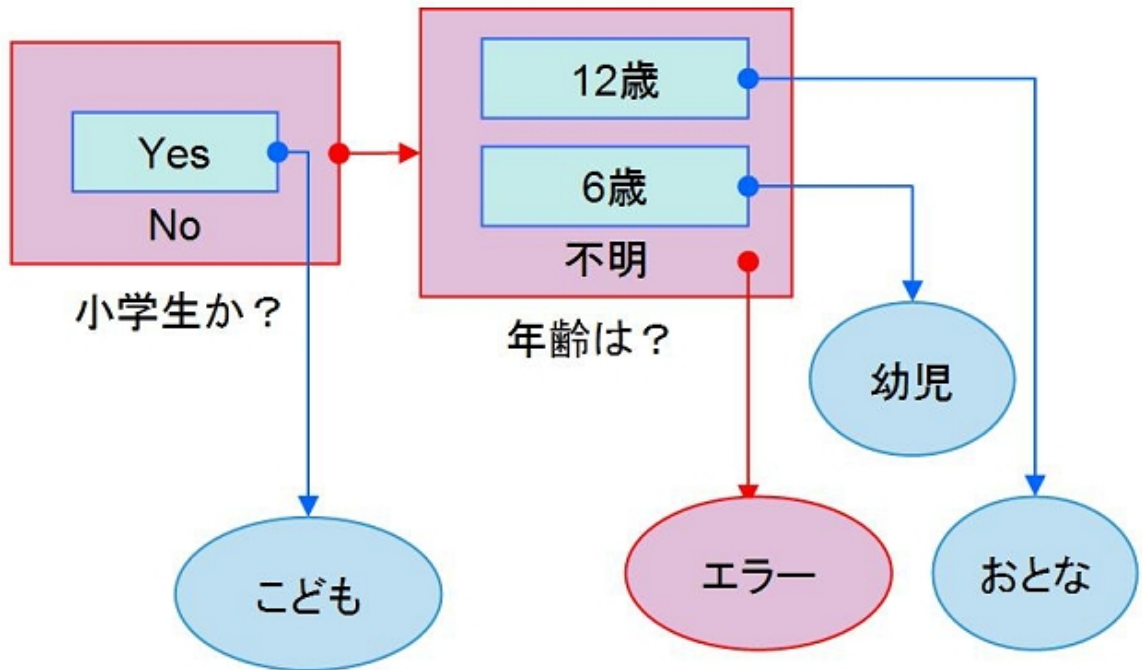 Yes
No
小学生か？
12歳
6歳
不明
年齢は？
幼児
こども
エラー
おとな